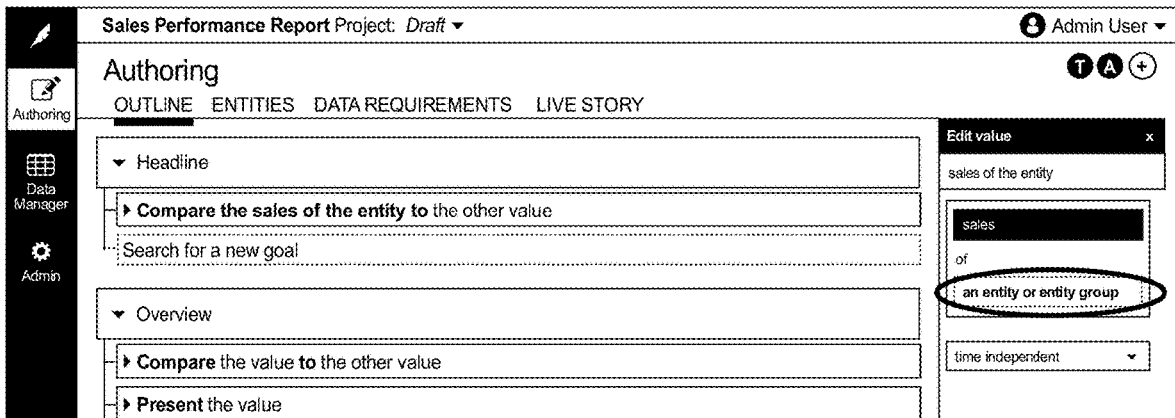 Sales Performance Report Project: Draft
Admin User
Authoring
T A +
OUTLINE ENTITIES DATA REQUIREMENTS LIVE STORY
Authoring
Data
Manager
Admin
Headline
Compare the sales of the entity to the other value
Search for a new goal
Overview
Compare the value to the other value
Present the value
Edit value x
sales of the entity
sales
of
an entity or entity group
time independent